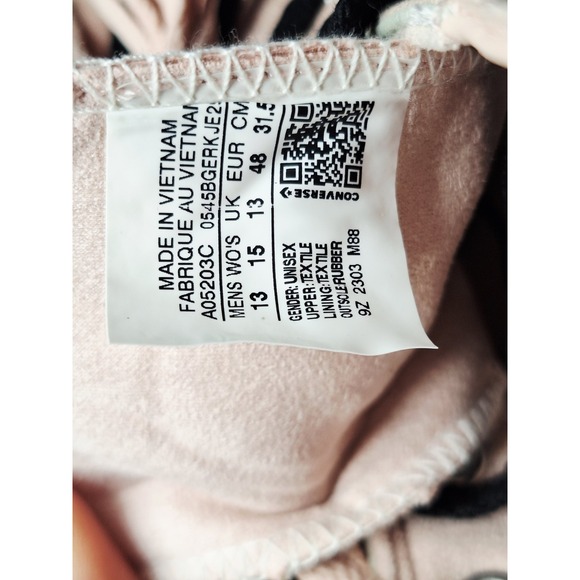 MADE IN VIETNAM
FABRIQUE AU VIETNAM
A05203C 0545BGERKJE2
MENS WO'S UK EUR CM
13 15 13 48 31.5
GENDER: UNISEX
UPPER:TEXTILE
LINING:TEXTILE
OUTSOLE:RUBBER
9Z 2303 M88
CONVERSE